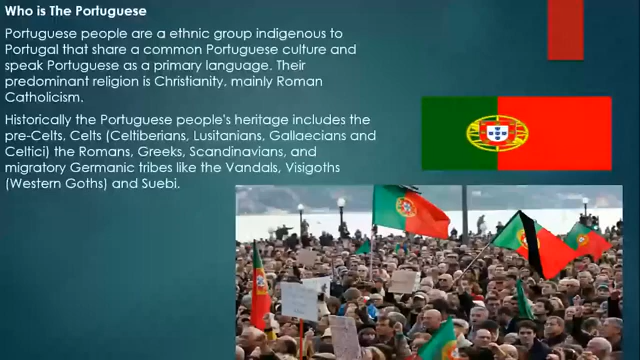 Who is The Portuguese
Portuguese people are a ethnic group indigenous to
Portugal that share a common Portuguese culture and
speak Portuguese as a primary language. Their
predominant religion is Christianity, mainly Roman
Catholicism.
Historically the Portuguese people's heritage includes the
pre-Celts, Celts (Celtiberians, Lusitanians, Gallaecians and
Celtici) the Romans, Greeks, Scandinavians, and
migratory Germanic tribes like the Vandals, Visigoths
(Western Goths) and Suebi.